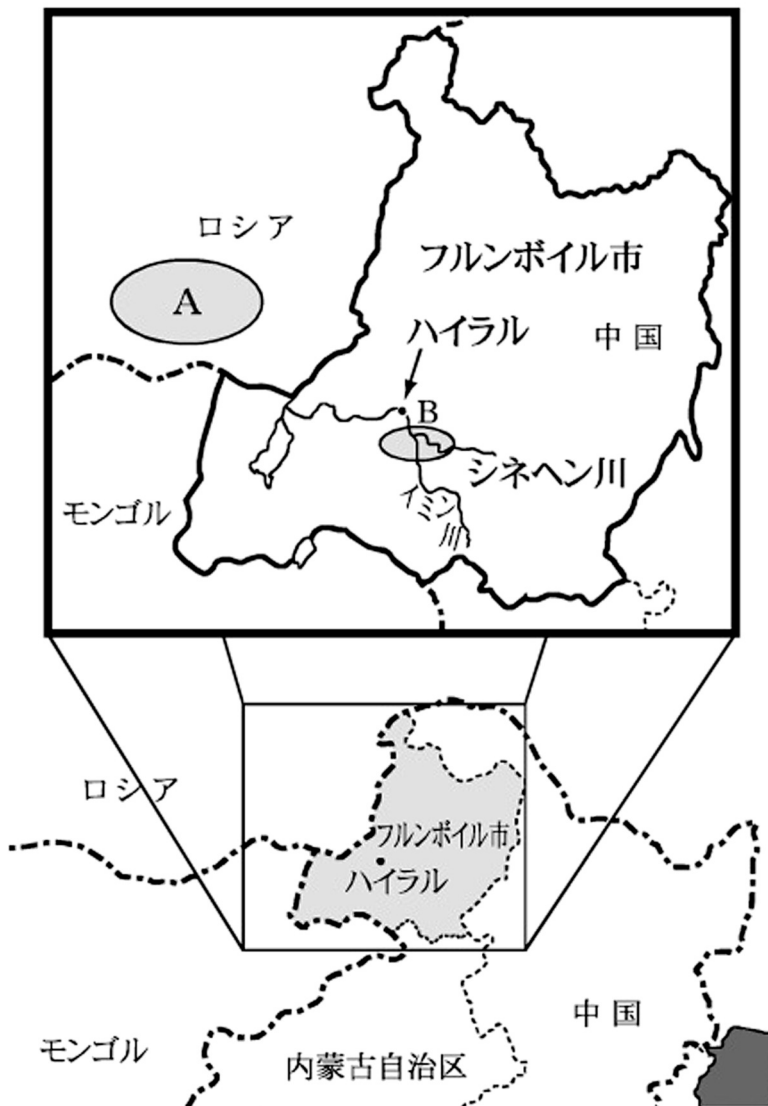 ロシア
A
フルンボイル市
ハイラル
中国
B
シネヘン川
モンゴル
イミン川
ロシア
フルンボイル市
ハイラル
中国
モンゴル
内蒙古自治区